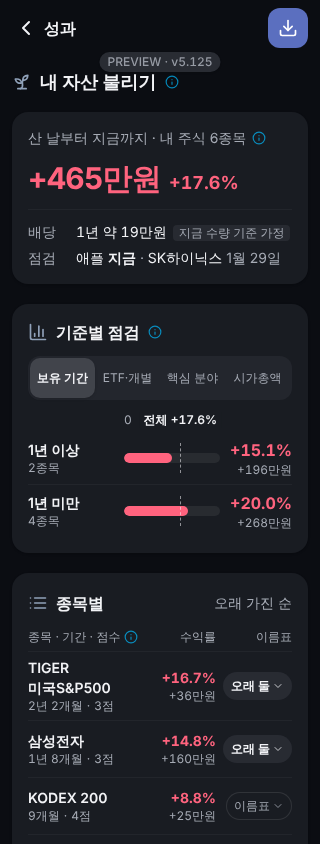 성과
PREVIEW · v5.125
내 자산 불리기
산 날부터 지금까지 · 내 주식 6종목
+465만원 +17.6%
배당 1년 약 19만원 지금 수량 기준 가정
점검 애플 지금 · SK하이닉스 1월 29일
기준별 점검
보유 기간 ETF·개별 핵심 분야 시가총액
0 전체 +17.6%
1년 이상 +15.1%
2종목 +196만원
1년 미만 +20.0%
4종목 +268만원
종목별 오래 가진 순
종목 · 기간 · 점수 수익률 이름표
TIGER
미국S&P500 +16.7% 오래 둘
2년 2개월 · 3점 +36만원
삼성전자 +14.8% 오래 둘
1년 8개월 · 3점 +160만원
KODEX 200 +8.8% 이름표
9개월 · 4점 +25만원